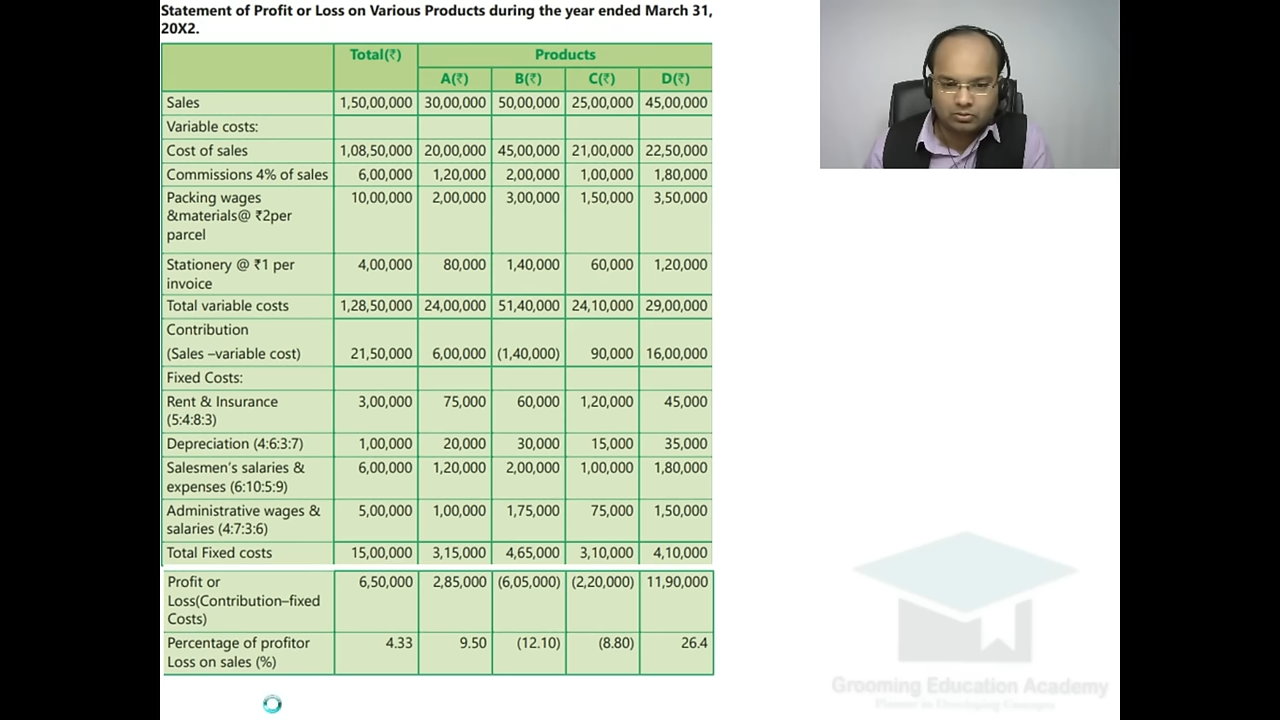 Statement of Profit or Loss on Various Products during the year ended March 31,
20X2.
Total(₹) Products
A(₹) B(₹) C(₹) D(₹)
Sales 1,50,00,000 30,00,000 50,00,000 25,00,000 45,00,000
Variable costs:
Cost of sales 1,08,50,000 20,00,000 45,00,000 21,00,000 22,50,000
Commissions 4% of sales 6,00,000 1,20,000 2,00,000 1,00,000 1,80,000
Packing wages 10,00,000 2,00,000 3,00,000 1,50,000 3,50,000
&materials@ ₹2per
parcel
Stationery @ ₹1 per 4,00,000 80,000 1,40,000 60,000 1,20,000
invoice
Total variable costs 1,28,50,000 24,00,000 51,40,000 24,10,000 29,00,000
Contribution
(Sales –variable cost) 21,50,000 6,00,000 (1,40,000) 90,000 16,00,000
Fixed Costs:
Rent & Insurance 3,00,000 75,000 60,000 1,20,000 45,000
(5:4:8:3)
Depreciation (4:6:3:7) 1,00,000 20,000 30,000 15,000 35,000
Salesmen's salaries & 6,00,000 1,20,000 2,00,000 1,00,000 1,80,000
expenses (6:10:5:9)
Administrative wages & 5,00,000 1,00,000 1,75,000 75,000 1,50,000
salaries (4:7:3:6)
Total Fixed costs 15,00,000 3,15,000 4,65,000 3,10,000 4,10,000
Profit or 6,50,000 2,85,000 (6,05,000) (2,20,000) 11,90,000
Loss(Contribution–fixed
Costs)
Percentage of profitor 4.33 9.50 (12.10) (8.80) 26.4
Loss on sales (%)
Grooming Education Academy